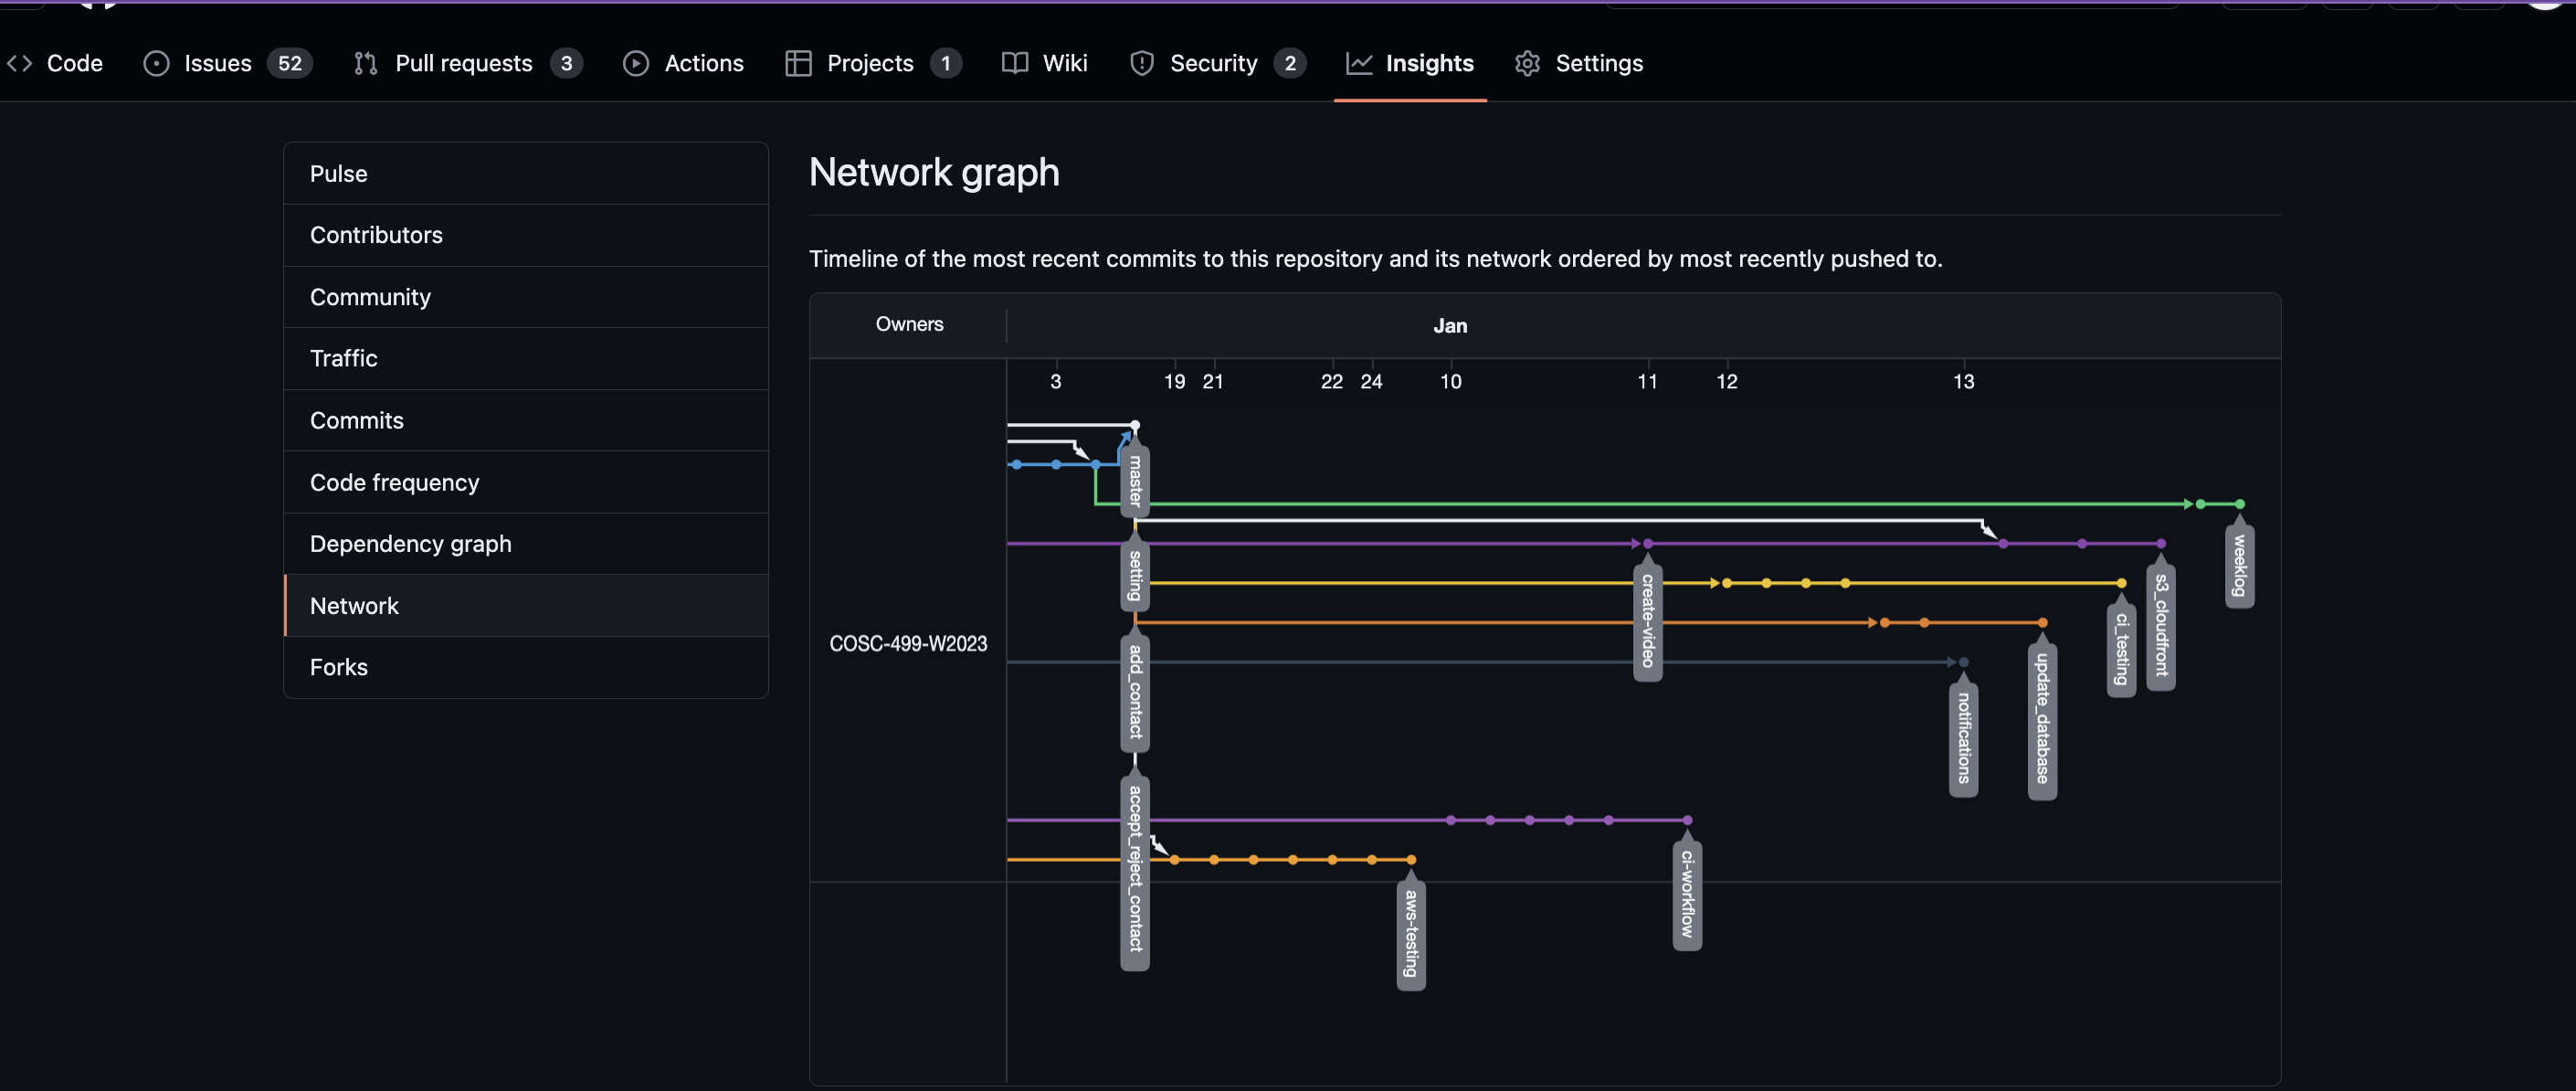 Code Issues 52 Pull requests 3 Actions Projects 1 Wiki Security 2 Insights Settings
Pulse
Contributors
Community
Traffic
Commits
Code frequency
Dependency graph
Network
Forks
Network graph
Timeline of the most recent commits to this repository and its network ordered by most recently pushed to.
Owners Jan
3 19 21 22 24 10 11 12 13
COSC-499-W2023
master
setting
add_contact
accept_reject_contact
aws-testing
create-video
ci-workflow
notifications
update_database
ci_testing
s3_cloudfront
weeklog